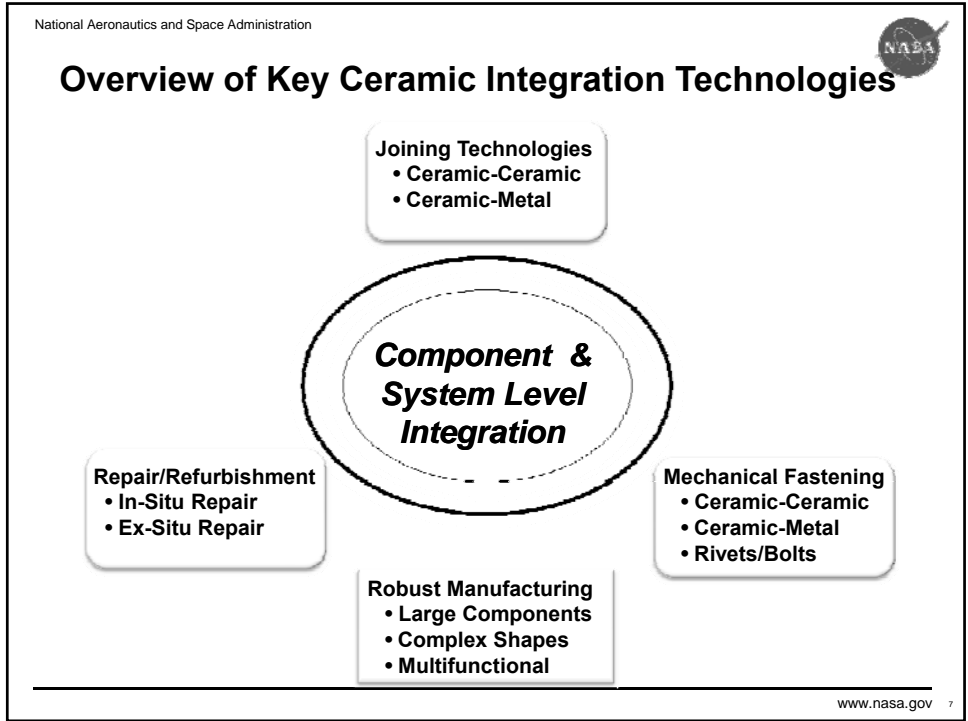 National Aeronautics and Space Administration
NASA
Overview of Key Ceramic Integration Technologies
Joining Technologies
• Ceramic-Ceramic
• Ceramic-Metal
Component &
System Level
Integration
Repair/Refurbishment
• In-Situ Repair
• Ex-Situ Repair
Mechanical Fastening
• Ceramic-Ceramic
• Ceramic-Metal
• Rivets/Bolts
Robust Manufacturing
• Large Components
• Complex Shapes
• Multifunctional
www.nasa.gov 7